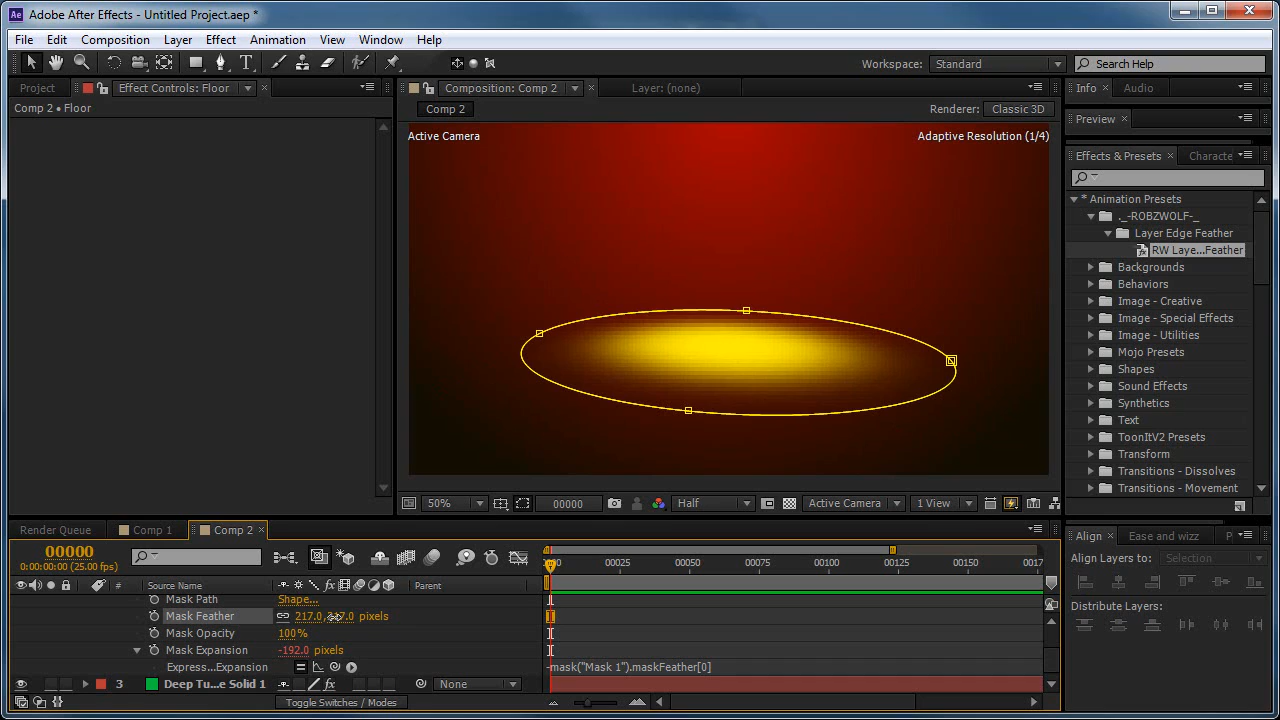 Ae Adobe After Effects - Untitled Project.aep *
File Edit Composition Layer Effect Animation View Window Help
Workspace: Standard Search Help
Project Effect Controls: Floor Composition: Comp 2 Layer: (none) Info Audio
Comp 2 • Floor
Comp 2 Renderer: Classic 3D
Preview
Active Camera Adaptive Resolution (1/4)
Effects & Presets Characte
* Animation Presets
._-ROBZWOLF-_
Layer Edge Feather
RW Laye...Feather
Backgrounds
Behaviors
Image - Creative
Image - Special Effects
Image - Utilities
Mojo Presets
Shapes
Sound Effects
Synthetics
Text
ToonItV2 Presets
Transform
Transitions - Dissolves
Transitions - Movement
50% 00000 Half Active Camera 1 View
Render Queue Comp 1 Comp 2
Align Ease and wizz P
00000
0:00:00:00 (25.00 fps)
Align Layers to: Selection
00025 00050 00075 00100 00125 00150
# Source Name Parent
Distribute Layers:
Mask Path Shape...
Mask Feather 217.0, pixels
Mask Opacity 100%
Mask Expansion -192.0 pixels
Express...Expansion -mask("Mask 1").maskFeather[0]
3 Deep Tu...e Solid 1 None
Toggle Switches / Modes